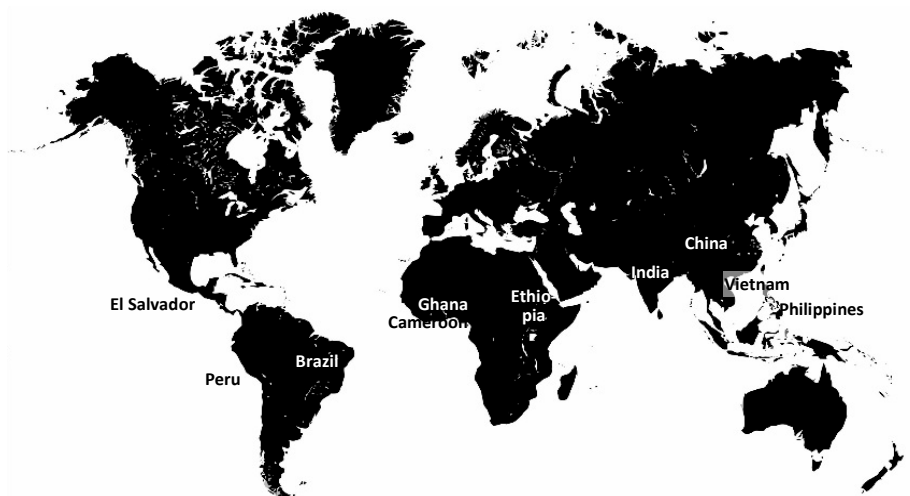 China
India
Vietnam
El Salvador
Ghana
Ethio-
pia
Philippines
Cameroon
Brazil
Peru